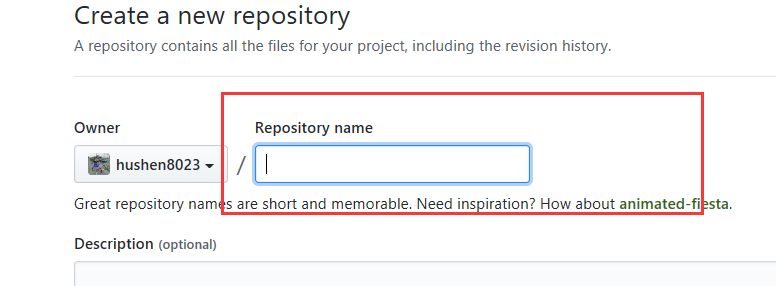 Create a new repository
A repository contains all the files for your project, including the revision history.
Owner
Repository name
hushen8023 /
Great repository names are short and memorable. Need inspiration? How about animated-fiesta.
Description (optional)